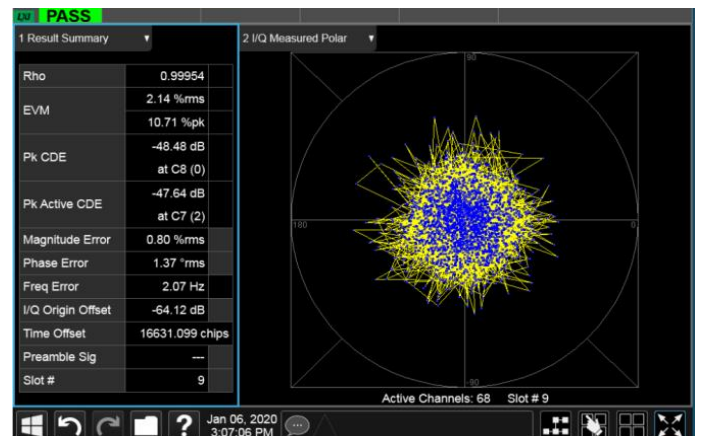 LXI PASS
1 Result Summary
2 I/Q Measured Polar
Rho 0.99954
EVM 2.14 %rms
10.71 %pk
Pk CDE -48.48 dB
at C8 (0)
Pk Active CDE -47.64 dB
at C7 (2)
Magnitude Error 0.80 %rms
Phase Error 1.37 °rms
Freq Error 2.07 Hz
I/Q Origin Offset -64.12 dB
Time Offset 16631.099 chips
Preamble Sig ---
Slot # 9
90
180
0
-90
Active Channels: 68 Slot # 9
?
Jan 06, 2020
3:07:06 PM